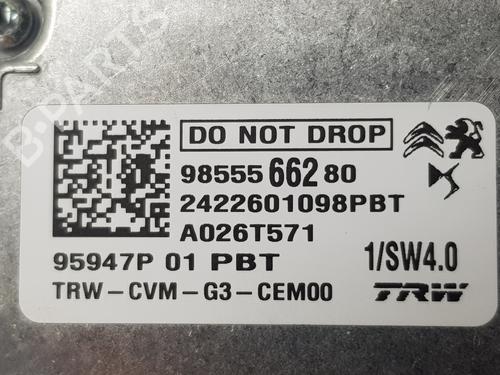 B-PARTS
DO NOT DROP
98555 662 80
2422601098PBT
A026T571
95947P 01 PBT 1/SW4.0
TRW-CVM-G3-CEM00 TRW